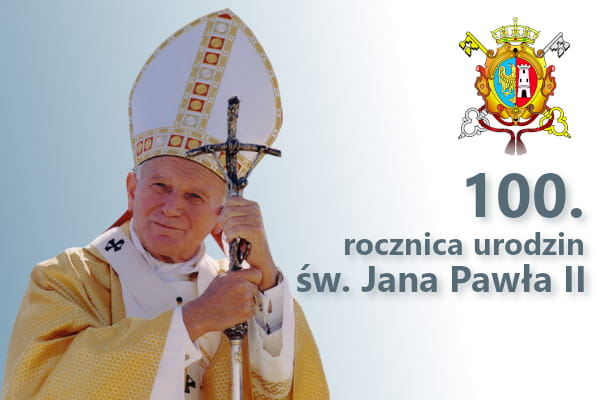 100.
rocznica urodzin
św. Jana Pawła II